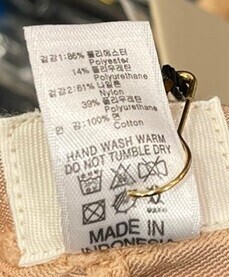 겉감1:86% 폴리에스터
Polyester
14% 폴리우레탄
Polyurethane
겉감2:61% 나일론
Nylon
39% 폴리우레탄
Polyurethane
안 감:100% 면
Cotton
HAND WASH WARM
DO NOT TUMBLE DRY
MADE IN
INDONESIA